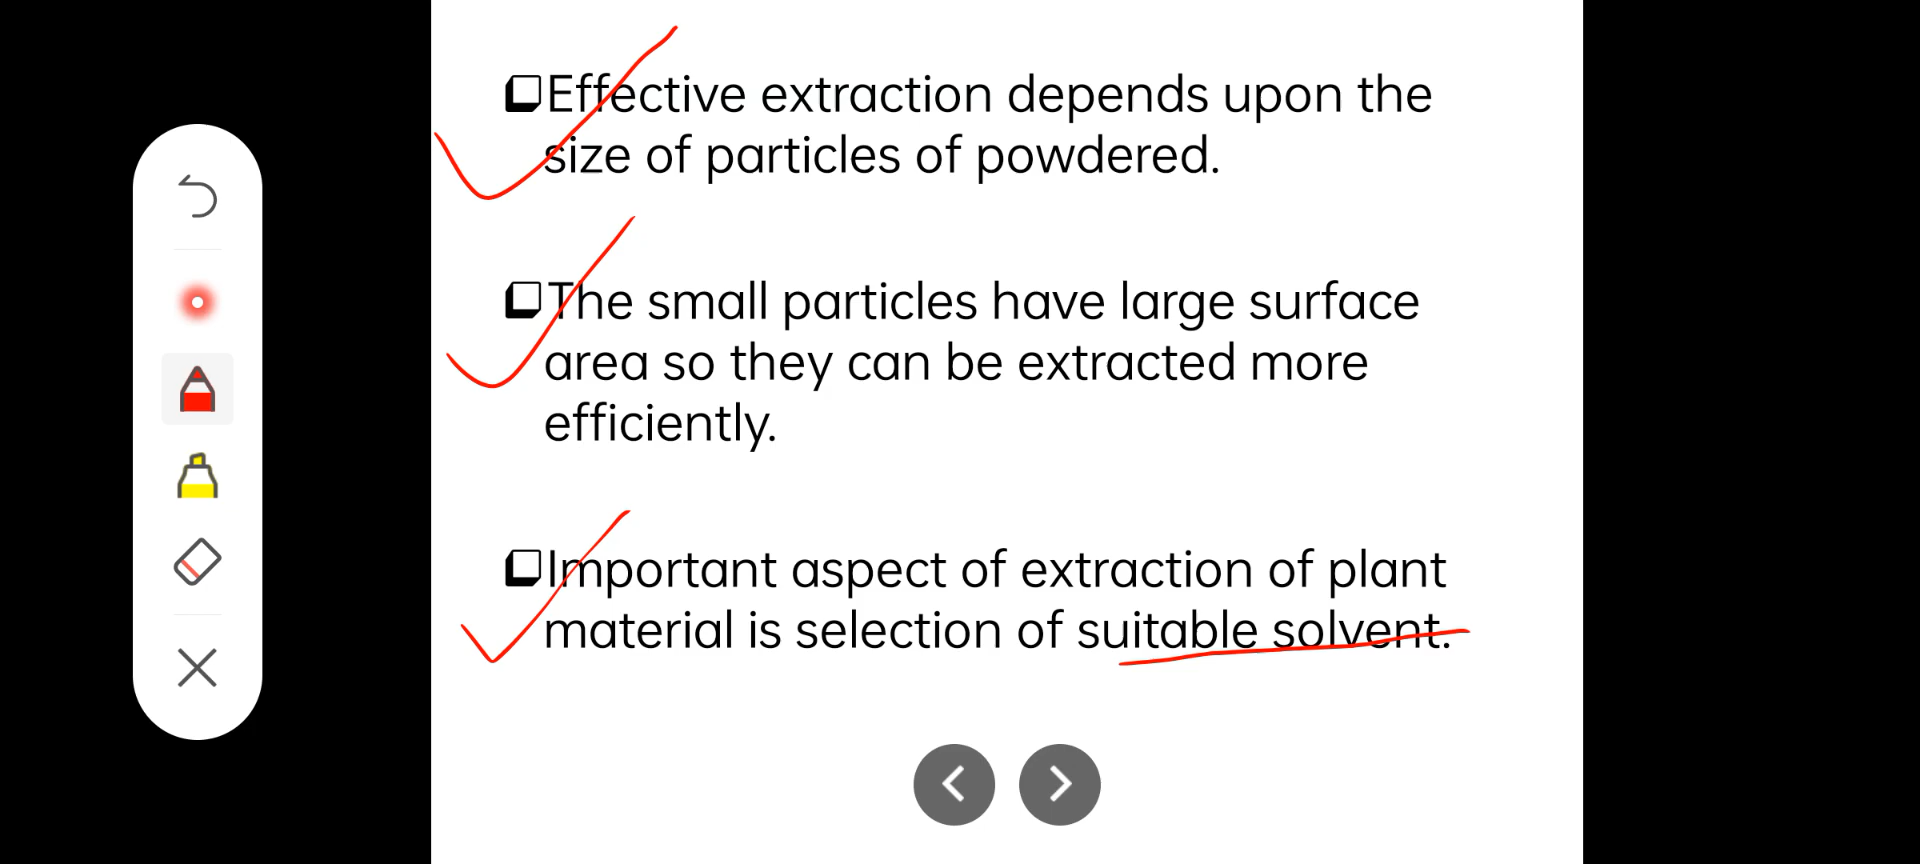 Effective extraction depends upon the
size of particles of powdered.
The small particles have large surface
area so they can be extracted more
efficiently.
Important aspect of extraction of plant
material is selection of suitable solvent.